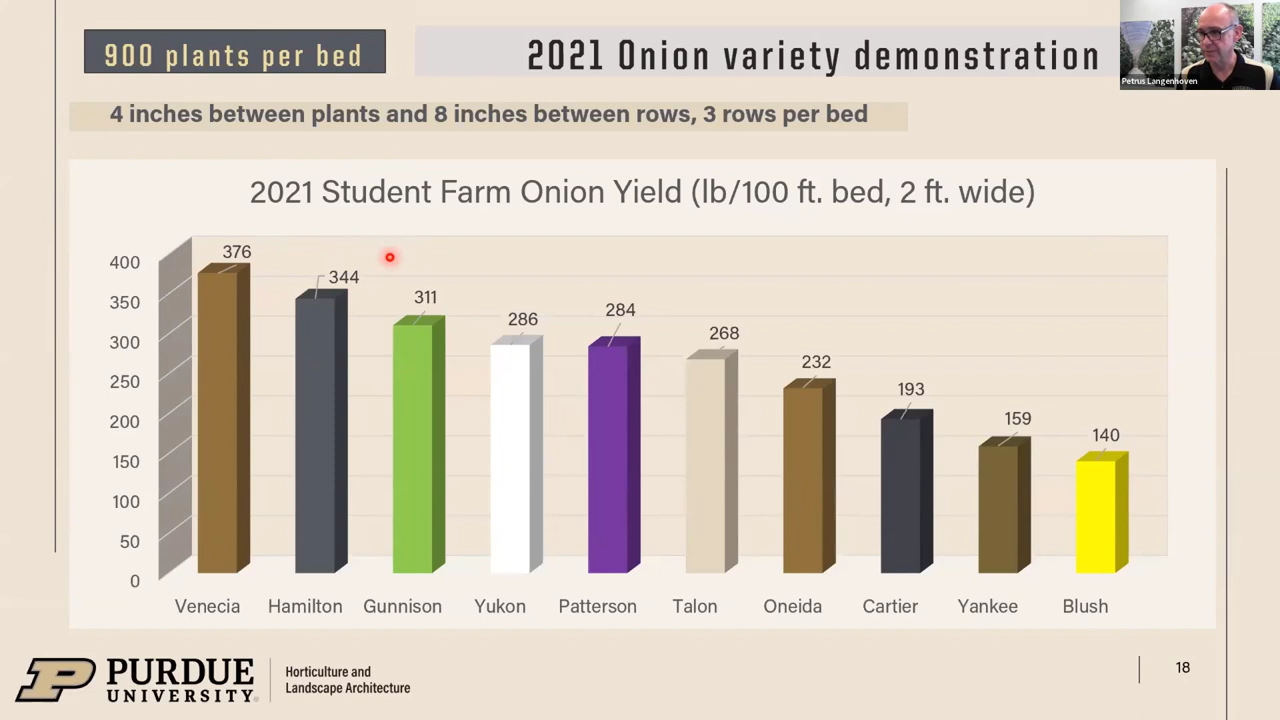 900 plants per bed
2021 Onion variety demonstration
Petrus Langenhoven
4 inches between plants and 8 inches between rows, 3 rows per bed
2021 Student Farm Onion Yield (lb/100 ft. bed, 2 ft. wide)
400
350
300
250
200
150
100
50
0
376
344
311
286
284
268
232
193
159
140
Venecia
Hamilton
Gunnison
Yukon
Patterson
Talon
Oneida
Cartier
Yankee
Blush
P PURDUE
UNIVERSITY®
Horticulture and
Landscape Architecture
18